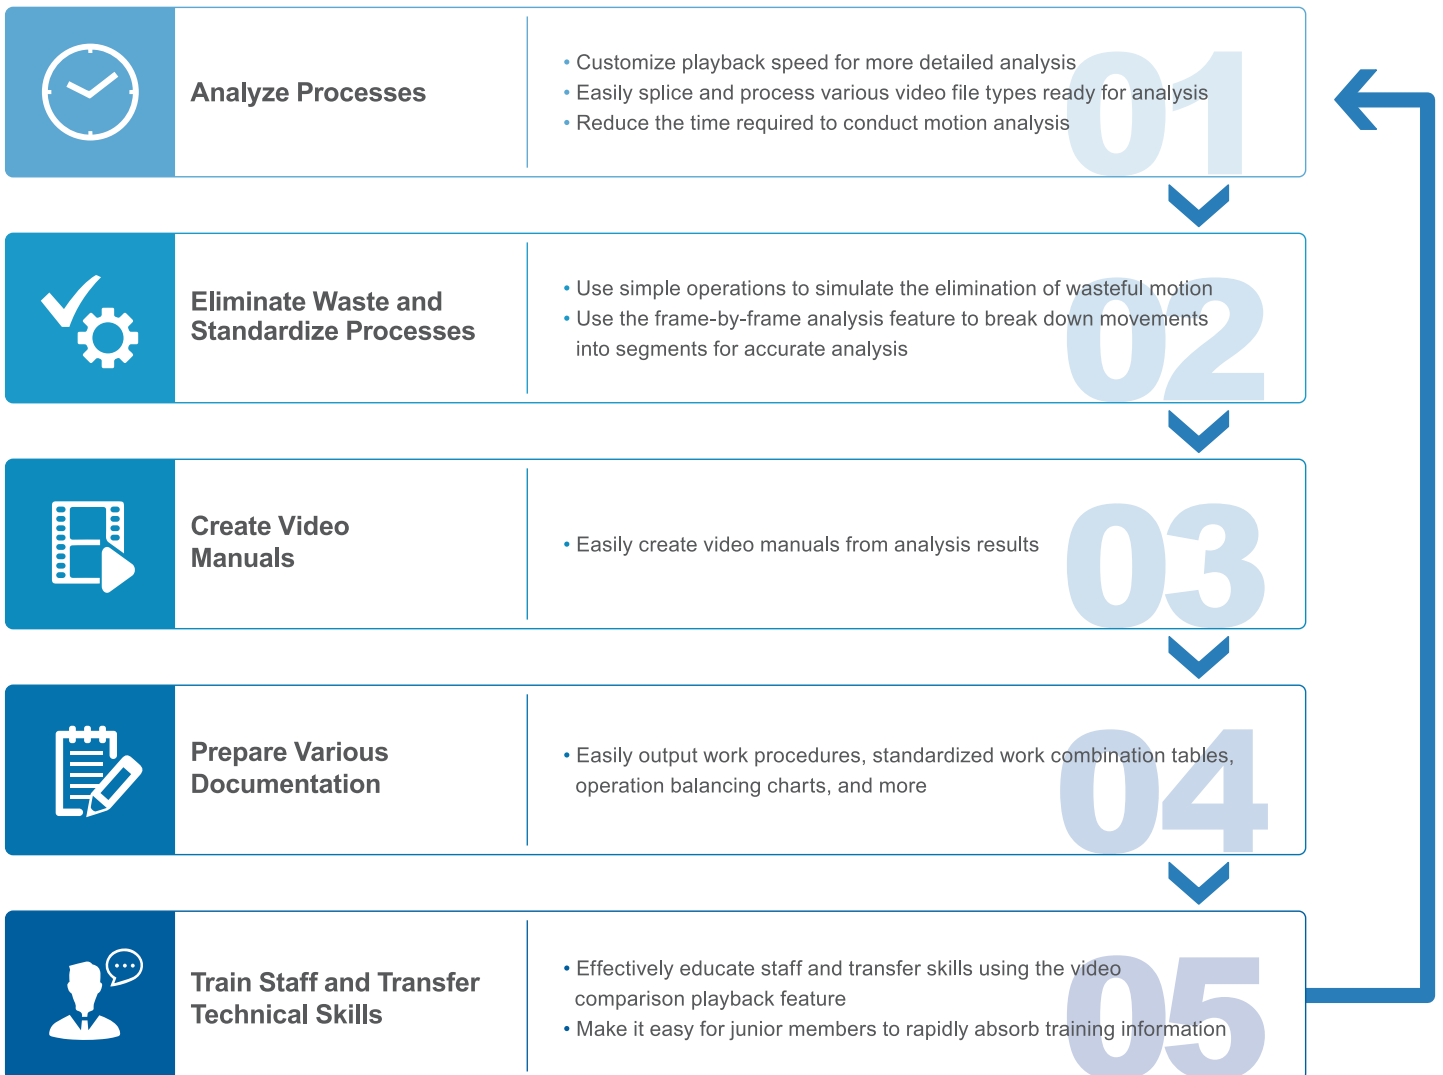 01
Analyze Processes
• Customize playback speed for more detailed analysis
• Easily splice and process various video file types ready for analysis
• Reduce the time required to conduct motion analysis
02
Eliminate Waste and
Standardize Processes
• Use simple operations to simulate the elimination of wasteful motion
• Use the frame-by-frame analysis feature to break down movements
into segments for accurate analysis
03
Create Video
Manuals
• Easily create video manuals from analysis results
04
Prepare Various
Documentation
• Easily output work procedures, standardized work combination tables,
operation balancing charts, and more
05
Train Staff and Transfer
Technical Skills
• Effectively educate staff and transfer skills using the video
comparison playback feature
• Make it easy for junior members to rapidly absorb training information